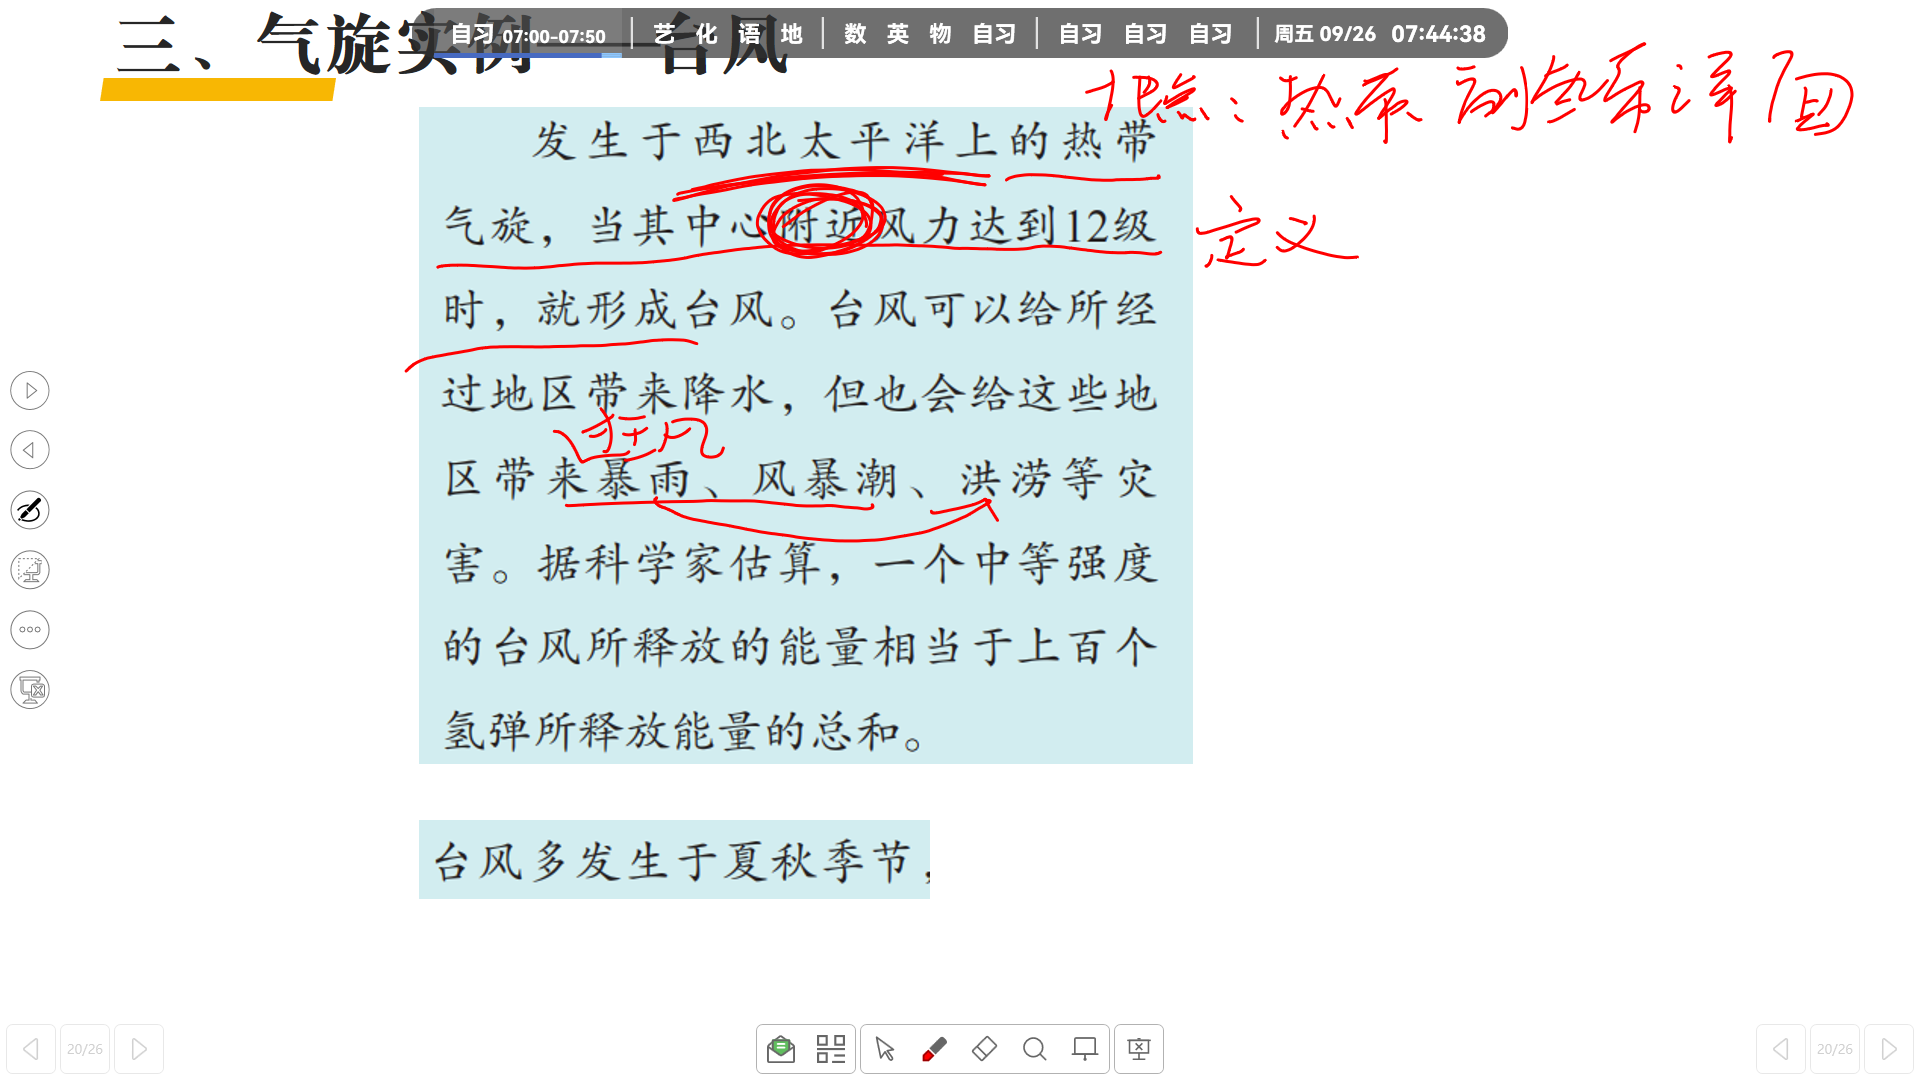 三、气旋实例——台风
自习 07:00-07:50 艺 化 语 地 数 英 物 自习 自习 自习 自习 周五 09/26 07:44:38
地点：热带 副热带洋面
发生于西北太平洋上的热带
气旋，当其中心附近风力达到12级
定义
时，就形成台风。台风可以给所经
过地区带来降水，但也会给这些地
狂风
区带来暴雨、风暴潮、洪涝等灾
害。据科学家估算，一个中等强度
的台风所释放的能量相当于上百个
氢弹所释放能量的总和。
台风多发生于夏秋季节，
20/26
20/26